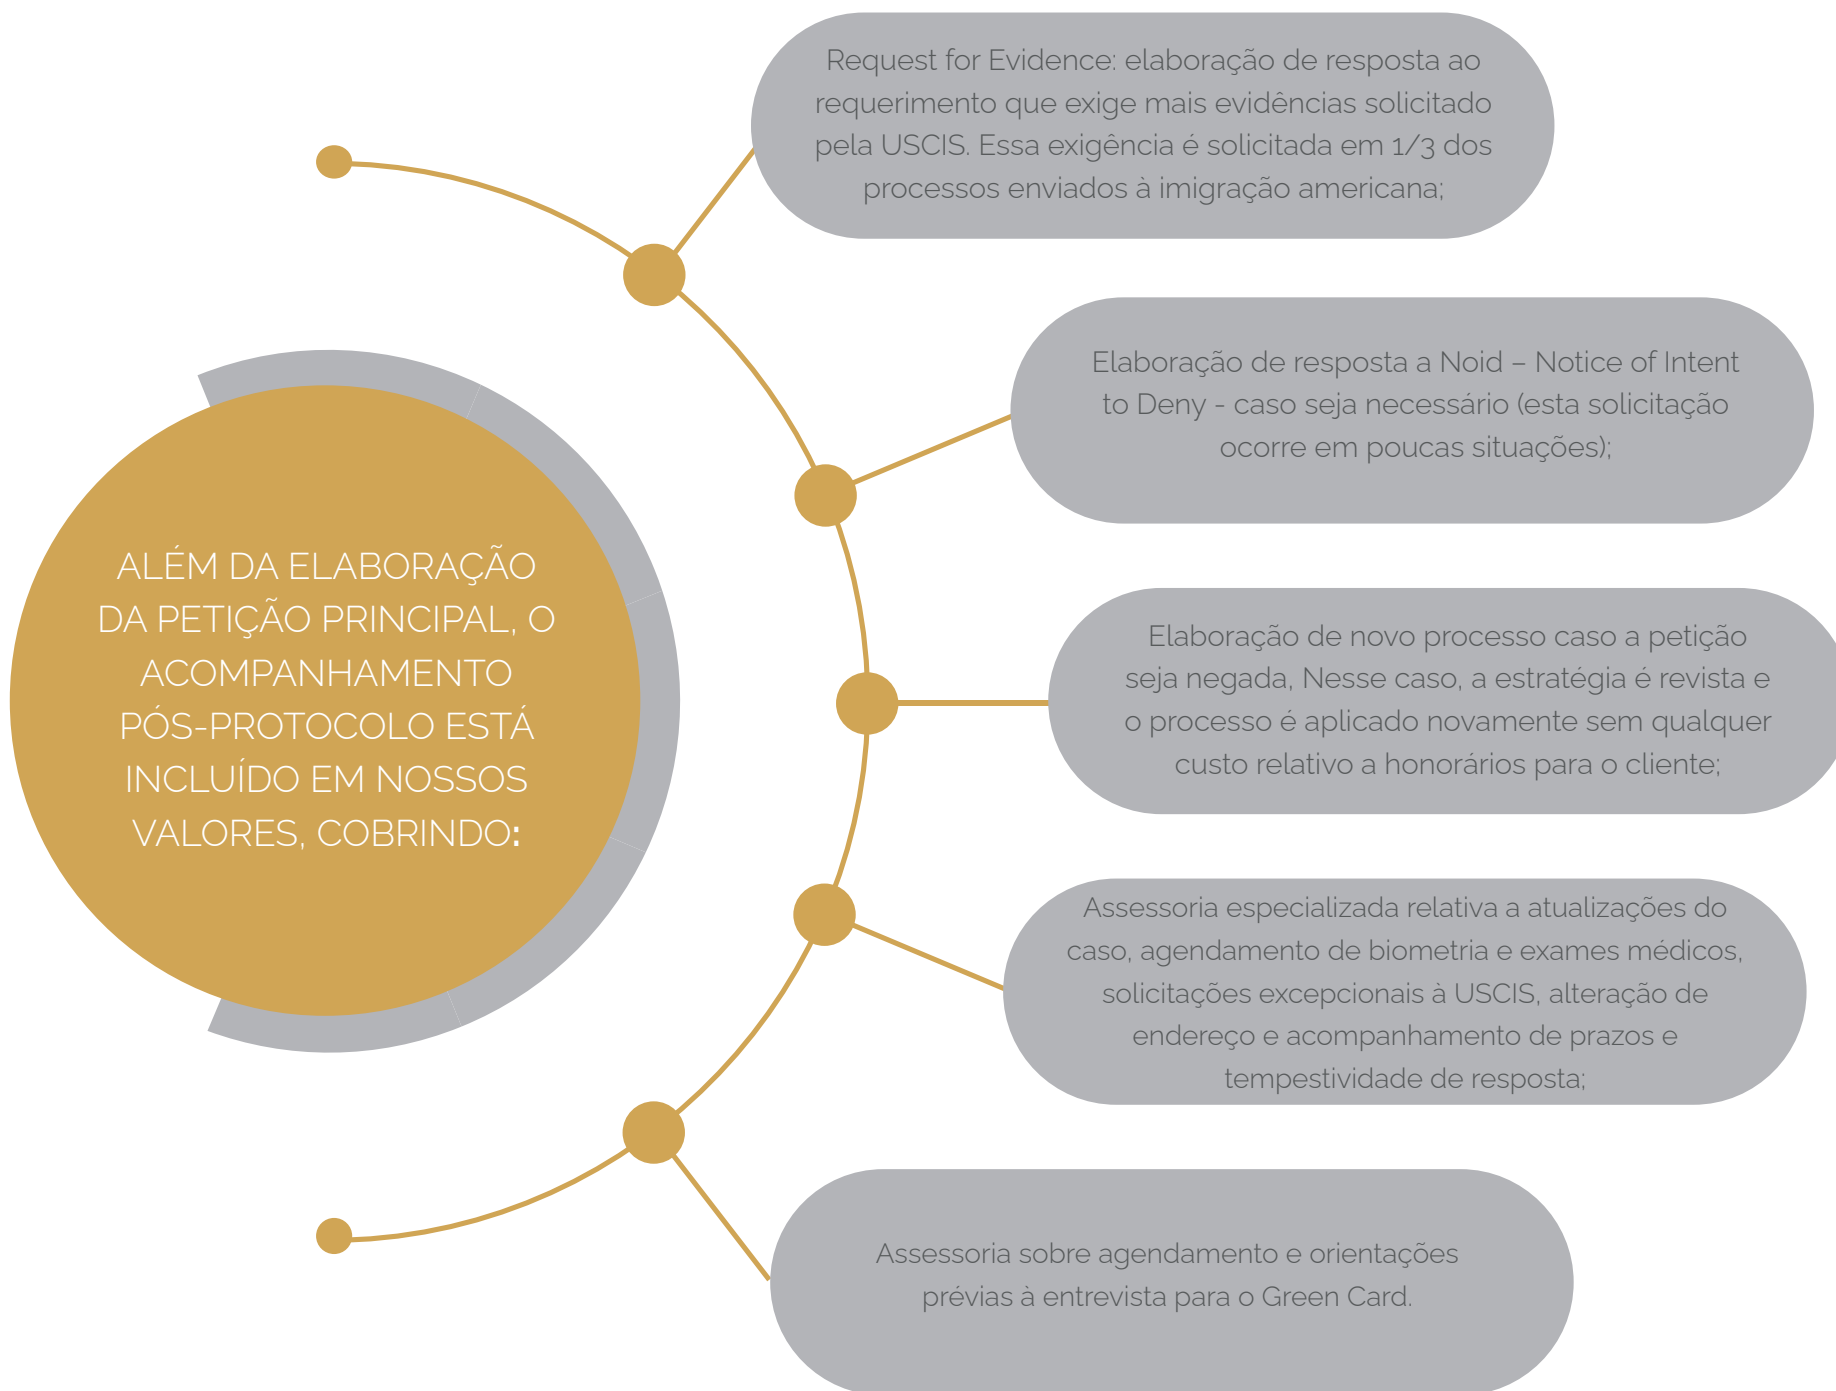 ALÉM DA ELABORAÇÃO
DA PETIÇÃO PRINCIPAL, O
ACOMPANHAMENTO
PÓS-PROTOCOLO ESTÁ
INCLUÍDO EM NOSSOS
VALORES, COBRINDO:
Request for Evidence: elaboração de resposta ao
requerimento que exige mais evidências solicitado
pela USCIS. Essa exigência é solicitada em 1/3 dos
processos enviados à imigração americana;
Elaboração de resposta a Noid – Notice of Intent
to Deny - caso seja necessário (esta solicitação
ocorre em poucas situações);
Elaboração de novo processo caso a petição
seja negada, Nesse caso, a estratégia é revista e
o processo é aplicado novamente sem qualquer
custo relativo a honorários para o cliente;
Assessoria especializada relativa a atualizações do
caso, agendamento de biometria e exames médicos,
solicitações excepcionais à USCIS, alteração de
endereço e acompanhamento de prazos e
tempestividade de resposta;
Assessoria sobre agendamento e orientações
prévias à entrevista para o Green Card.